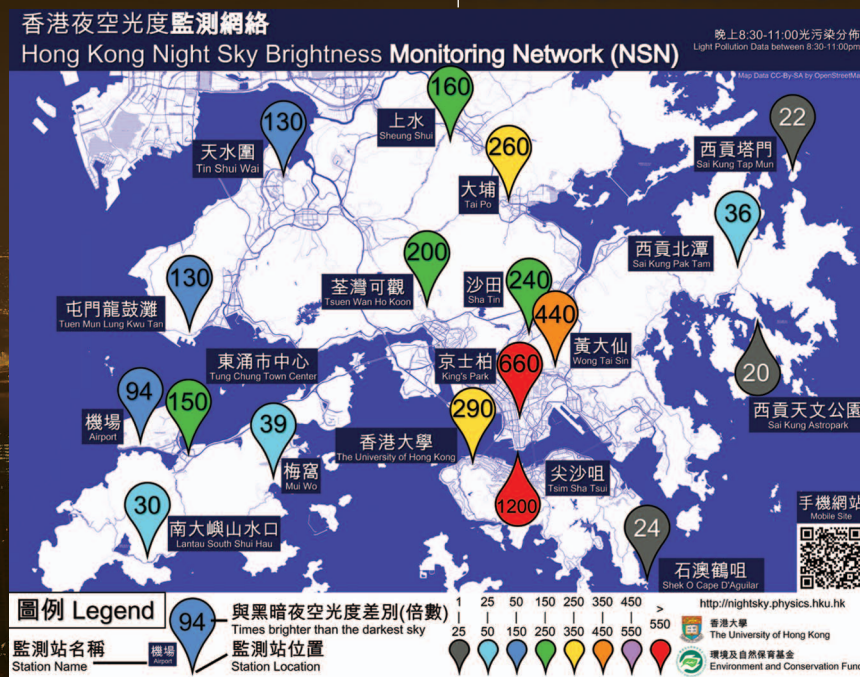 香港夜空光度監測網絡
Hong Kong Night Sky Brightness Monitoring Network (NSN)
晚上8:30-11:00光污染分佈
Light Pollution Data between 8:30-11:00pm
Map Data CC-By-SA by OpenStreetMa
160
上水
Sheung Shui
130
天水圍
Tin Shui Wai
260
大埔
Tai Po
22
西貢塔門
Sai Kung Tap Mun
36
西貢北潭
Sai Kung Pak Tam
200
荃灣可觀
Tsuen Wan Ho Koon
240
沙田
Sha Tin
130
屯門龍鼓灘
Tuen Mun Lung Kwu Tan
440
黃大仙
Wong Tai Sin
東涌市中心
Tung Chung Town Center
京士柏
King's Park
660
20
西貢天文公園
Sai Kung Astropark
94
機場
Airport
150
39
梅窩
Mui Wo
290
香港大學
The University of Hong Kong
尖沙咀
Tsim Sha Tsui
1200
30
南大嶼山水口
Lantau South Shui Hau
24
石澳鶴咀
Shek O Cape D'Aguilar
手機網站
Mobile Site
圖例 Legend
94
與黑暗夜空光度差別(倍數)
Times brighter than the darkest sky
監測站名稱
Station Name
機場
Airport
監測站位置
Station Location
1 25 50 150 250 350 450 >
25 50 150 250 350 450 550 550
http://nightsky.physics.hku.hk
香港大學
The University of Hong Kong
環境及自然保育基金
Environment and Conservation Fund